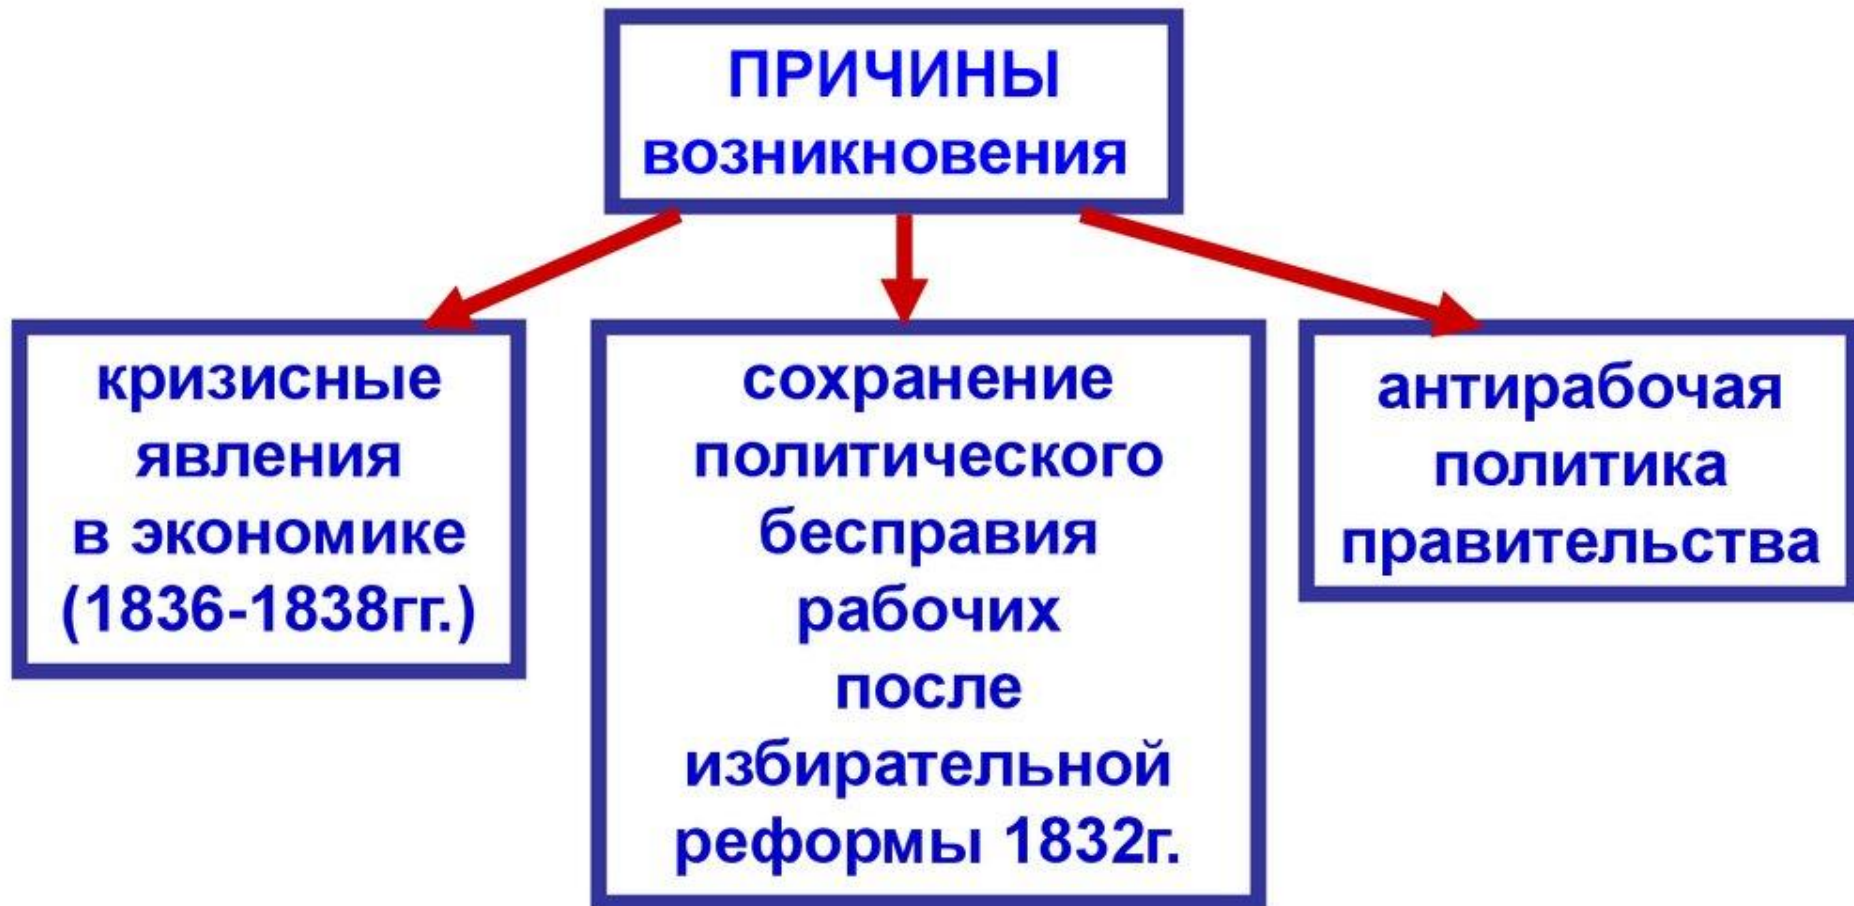 ПРИЧИНЫ
возникновения
кризисные
явления
в экономике
(1836-1838гг.)
сохранение
политического
бесправия
рабочих
после
избирательной
реформы 1832г.
антирабочая
политика
правительства